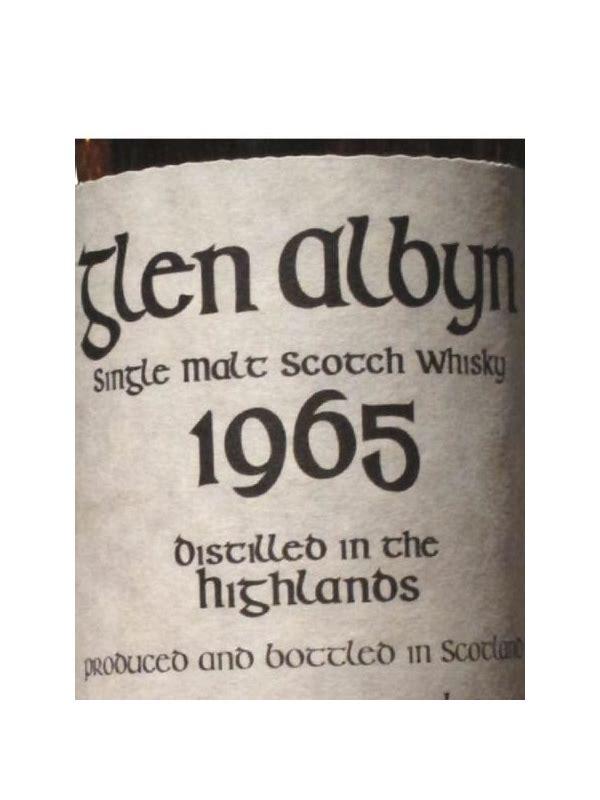 glen albyn
Single Malt Scotch Whisky
1965
distilled in the
highlands
produced and bottled in Scotland